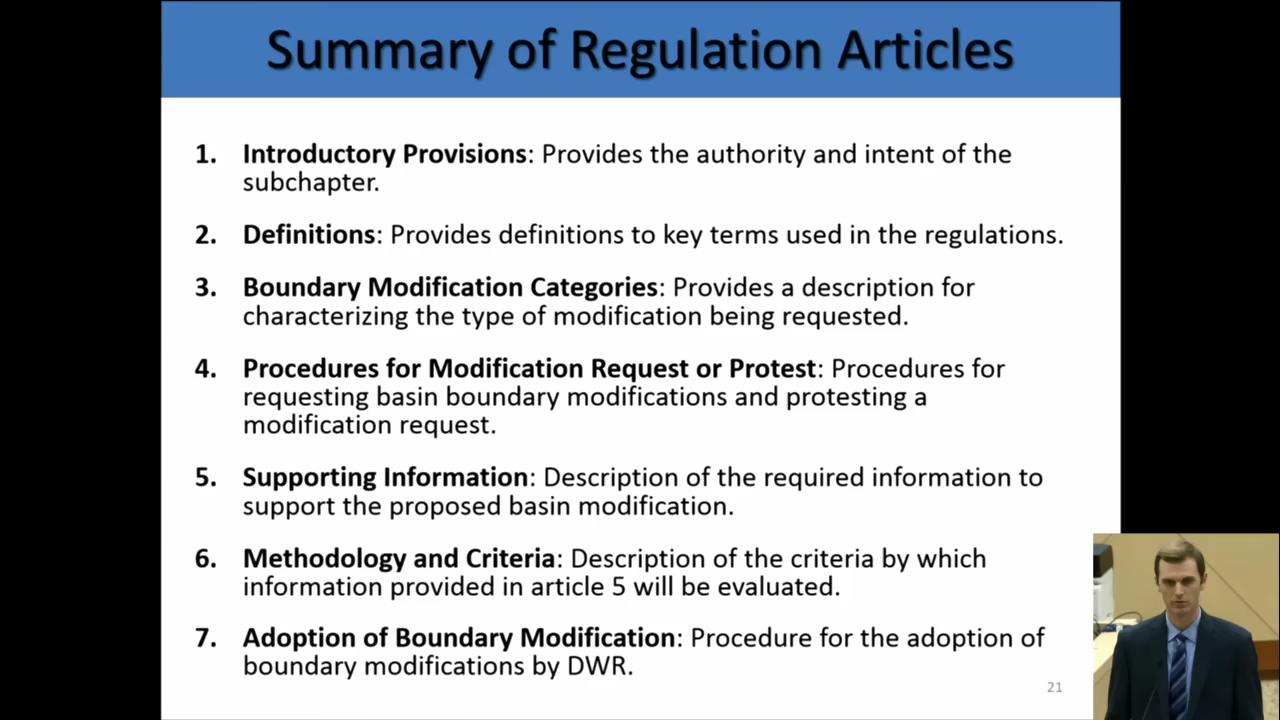 Summary of Regulation Articles
1. Introductory Provisions: Provides the authority and intent of the
subchapter.
2. Definitions: Provides definitions to key terms used in the regulations.
3. Boundary Modification Categories: Provides a description for
characterizing the type of modification being requested.
4. Procedures for Modification Request or Protest: Procedures for
requesting basin boundary modifications and protesting a
modification request.
5. Supporting Information: Description of the required information to
support the proposed basin modification.
6. Methodology and Criteria: Description of the criteria by which
information provided in article 5 will be evaluated.
7. Adoption of Boundary Modification: Procedure for the adoption of
boundary modifications by DWR.
21